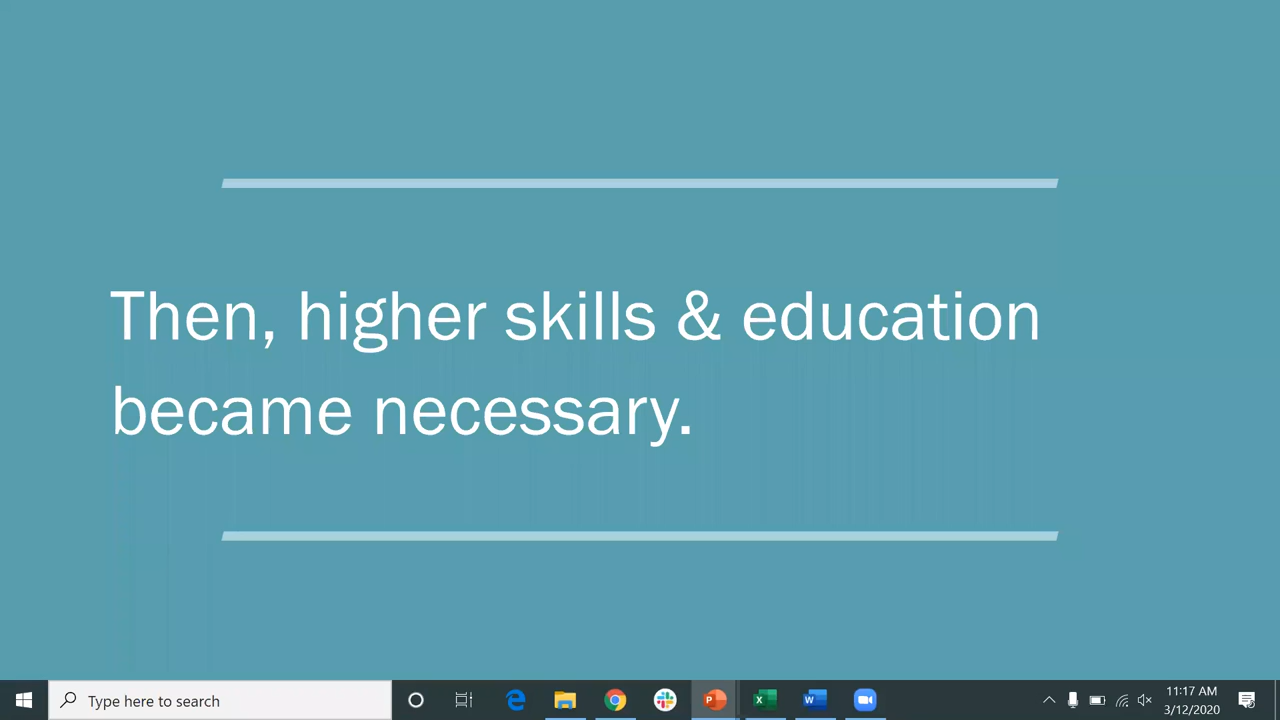 Then, higher skills & education
became necessary.
Type here to search
11:17 AM
3/12/2020